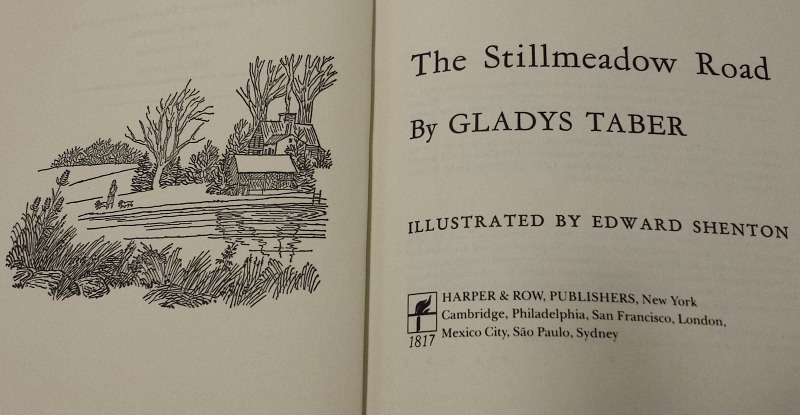 The Stillmeadow Road
By GLADYS TABER
ILLUSTRATED BY EDWARD SHENTON
HARPER & ROW, PUBLISHERS, New York
Cambridge, Philadelphia, San Francisco, London,
Mexico City, São Paulo, Sydney
1817